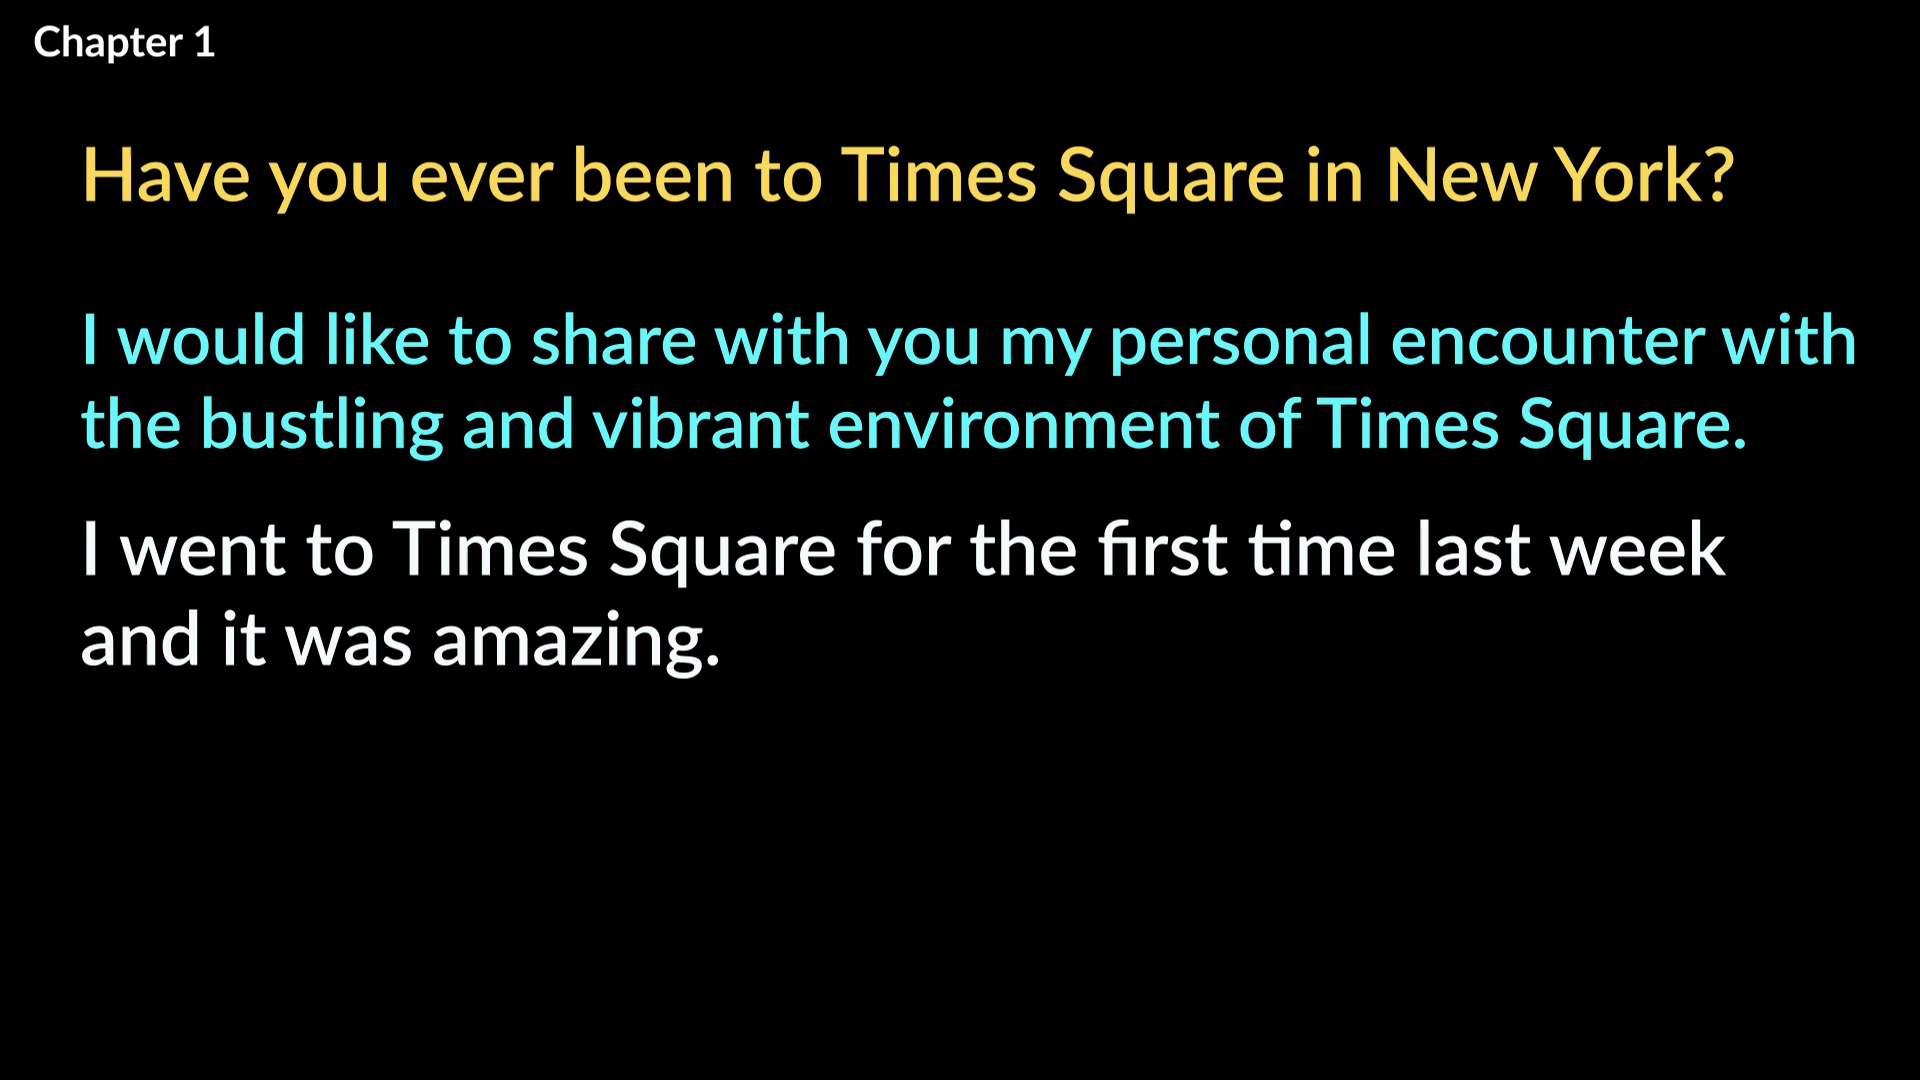 Chapter 1
Have you ever been to Times Square in New York?
I would like to share with you my personal encounter with
the bustling and vibrant environment of Times Square.
I went to Times Square for the first time last week
and it was amazing.